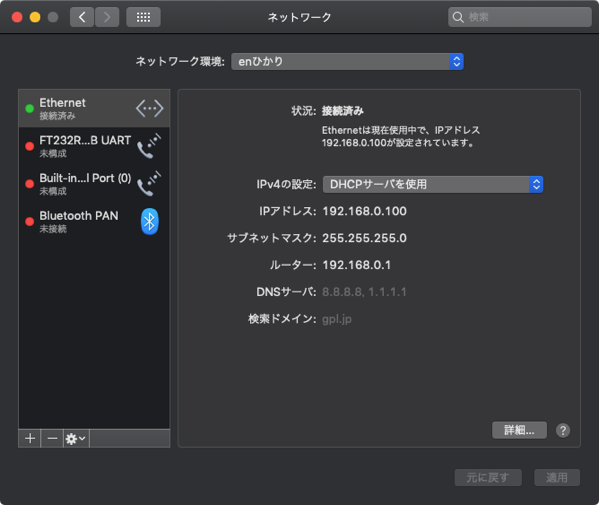 ネットワーク
検索
ネットワーク環境: enひかり
Ethernet
接続済み
FT232R...B UART
未構成
Built-in...l Port (0)
未構成
Bluetooth PAN
未接続
状況: 接続済み
Ethernetは現在使用中で、IPアドレス
192.168.0.100が設定されています。
IPv4の設定: DHCPサーバを使用
IPアドレス: 192.168.0.100
サブネットマスク: 255.255.255.0
ルーター: 192.168.0.1
DNSサーバ: 8.8.8.8, 1.1.1.1
検索ドメイン: gpl.jp
詳細... ?
元に戻す 適用